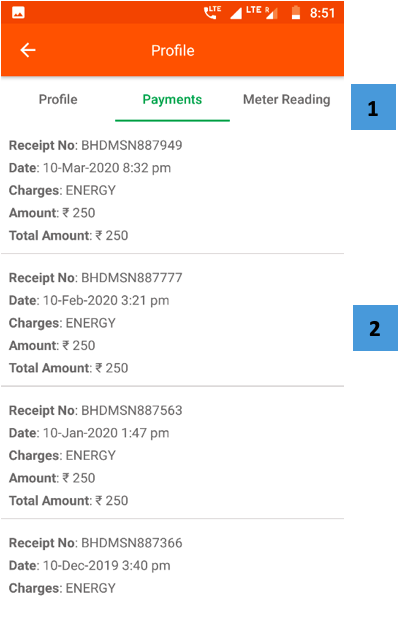 LTE LTE R 8:51
Profile
Profile Payments Meter Reading
1
Receipt No: BHDMSN887949
Date: 10-Mar-2020 8:32 pm
Charges: ENERGY
Amount: ₹ 250
Total Amount: ₹ 250
Receipt No: BHDMSN887777
Date: 10-Feb-2020 3:21 pm
2
Charges: ENERGY
Amount: ₹ 250
Total Amount: ₹ 250
Receipt No: BHDMSN887563
Date: 10-Jan-2020 1:47 pm
Charges: ENERGY
Amount: ₹ 250
Total Amount: ₹ 250
Receipt No: BHDMSN887366
Date: 10-Dec-2019 3:40 pm
Charges: ENERGY